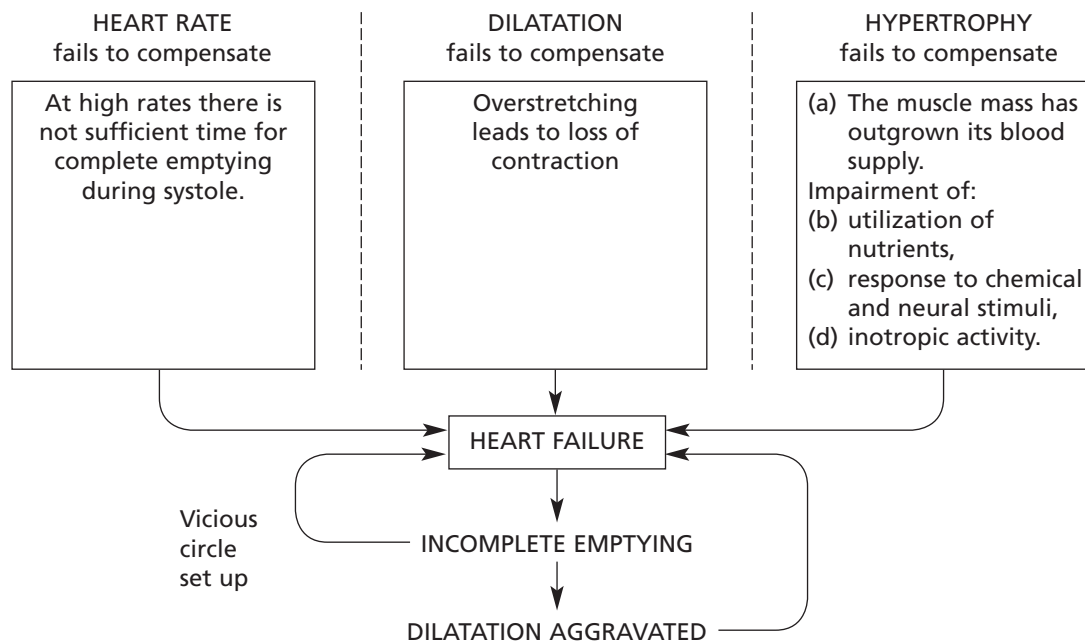 HEART RATE
fails to compensate
At high rates there is
not sufficient time for
complete emptying
during systole.
DILATATION
fails to compensate
Overstretching
leads to loss of
contraction
HYPERTROPHY
fails to compensate
(a) The muscle mass has
outgrown its blood
supply.
Impairment of:
(b) utilization of
nutrients,
(c) response to chemical
and neural stimuli,
(d) inotropic activity.
HEART FAILURE
Vicious
circle
set up
INCOMPLETE EMPTYING
DILATATION AGGRAVATED